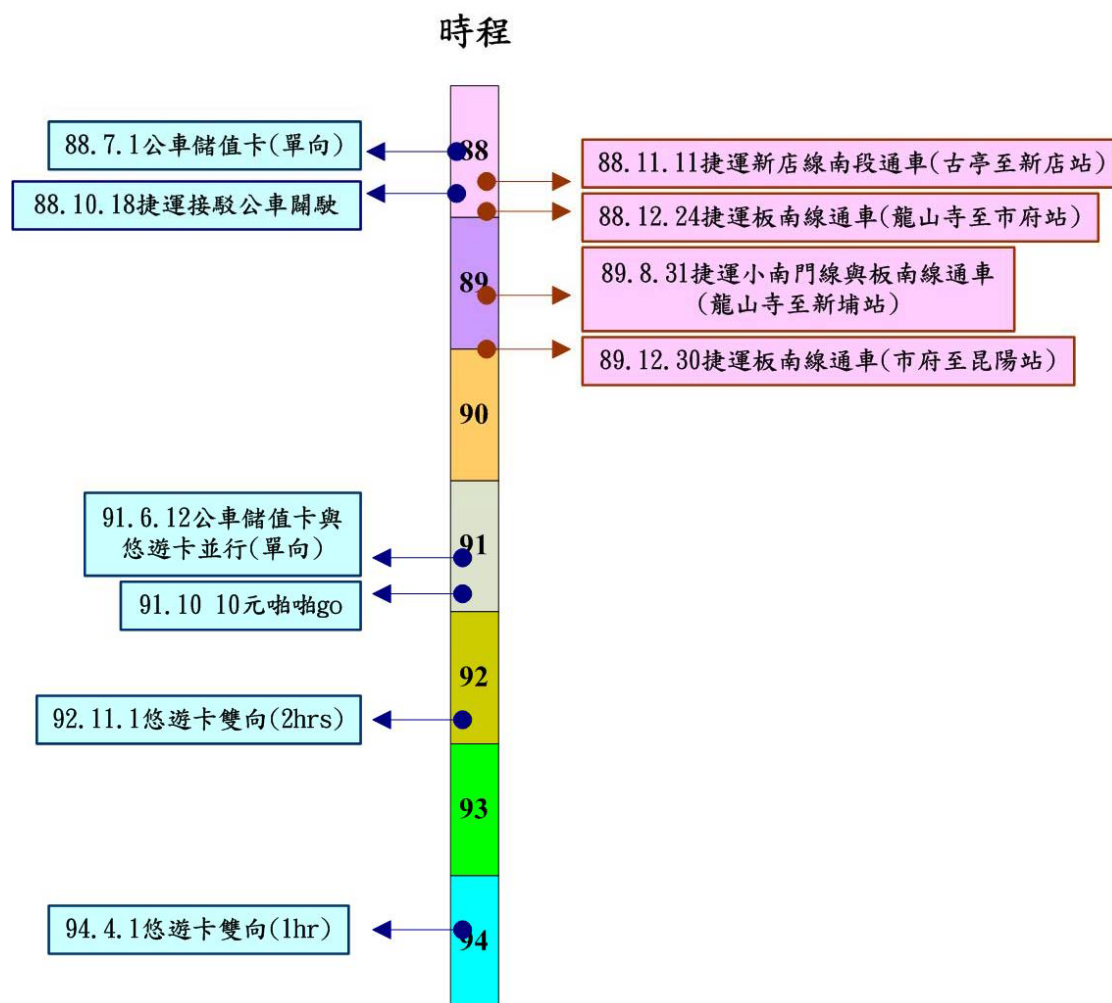 時程
88.7.1公車儲值卡(單向)
88.10.18捷運接駁公車開駛
88
88.11.11捷運新店線南段通車(古亭至新店站)
88.12.24捷運板南線通車(龍山寺至市府站)
89
89.8.31捷運小南門線與板南線通車
(龍山寺至新埔站)
89.12.30捷運板南線通車(市府至昆陽站)
90
91.6.12公車儲值卡與
悠遊卡並行(單向)
91
91.10 10元啪啪go
92
92.11.1悠遊卡雙向(2hrs)
93
94.4.1悠遊卡雙向(1hr)
94